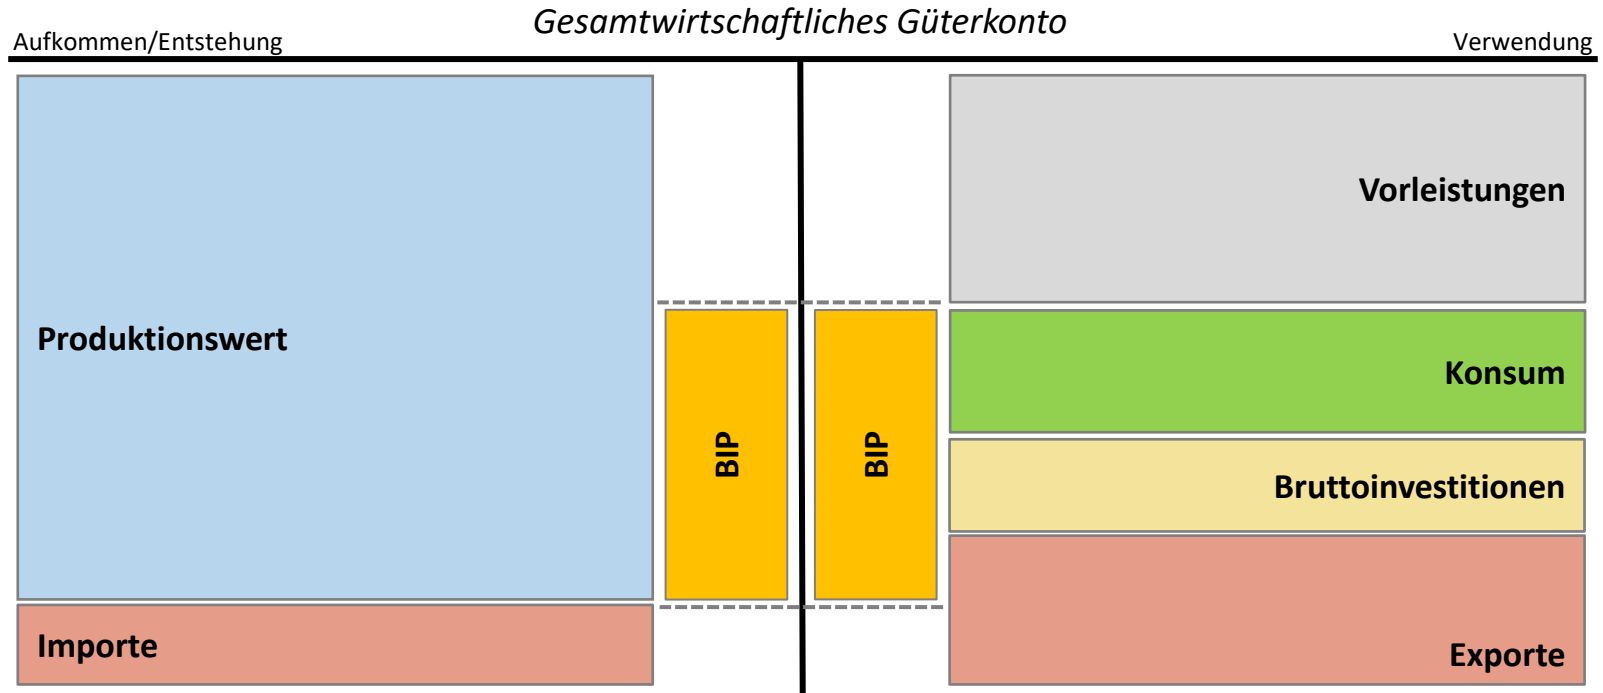 Gesamtwirtschaftliches Güterkonto
Aufkommen/Entstehung
Verwendung
Produktionswert
Importe
BIP
BIP
Vorleistungen
Konsum
Bruttoinvestitionen
Exporte